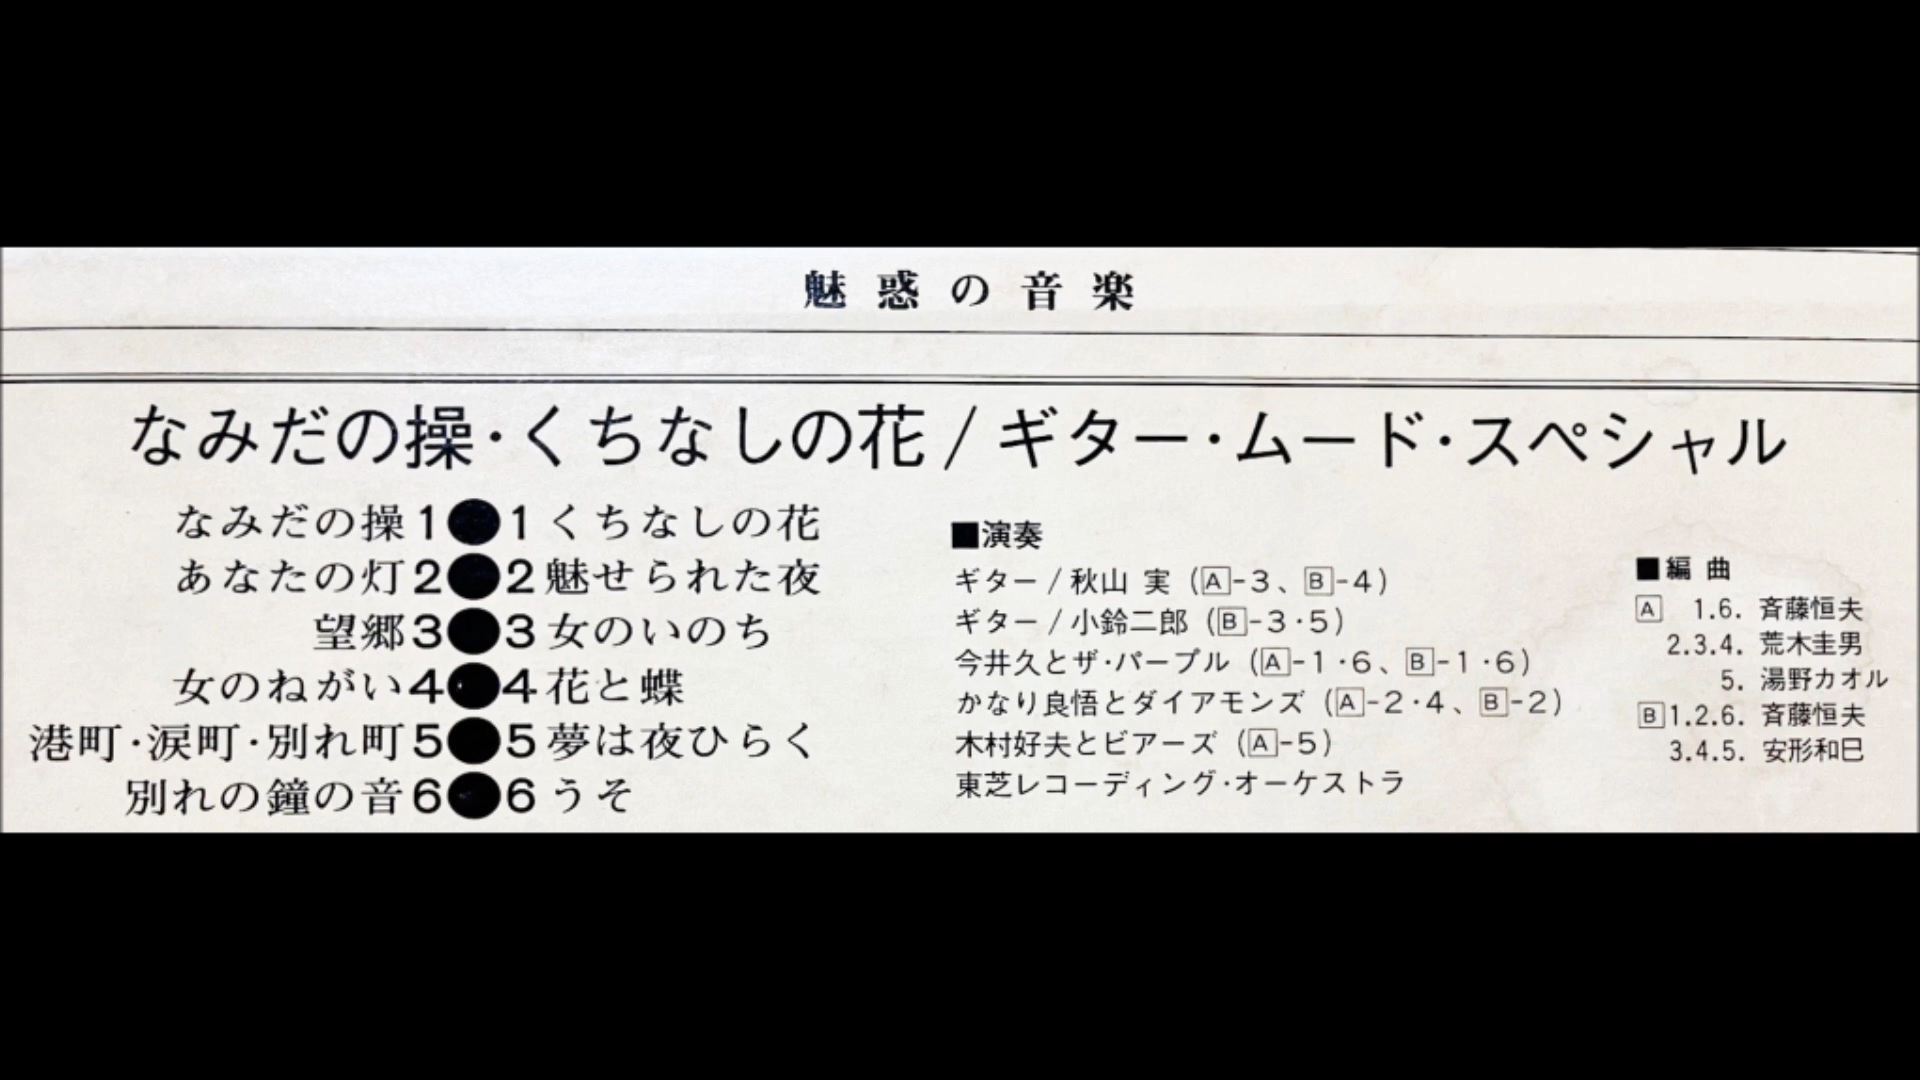 魅惑の音楽
なみだの操・くちなしの花/ギター・ムード・スペシャル
なみだの操1●1くちなしの花
あなたの灯2●2魅せられた夜
望郷3●3女のいのち
女のねがい4●4花と蝶
港町・涙町・別れ町5●5夢は夜ひらく
別れの鐘の音6●6うそ
■演奏
ギター/秋山 実（A-3、B-4）
ギター/小鈴二郎（B-3・5）
今井久とザ・パープル（A-1・6、B-1・6）
かなり良悟とダイアモンズ（A-2・4、B-2）
木村好夫とビアーズ（A-5）
東芝レコーディング・オーケストラ
■編曲
A 1.6. 斉藤恒夫
2.3.4. 荒木圭男
5. 湯野カオル
B1.2.6. 斉藤恒夫
3.4.5. 安形和巳